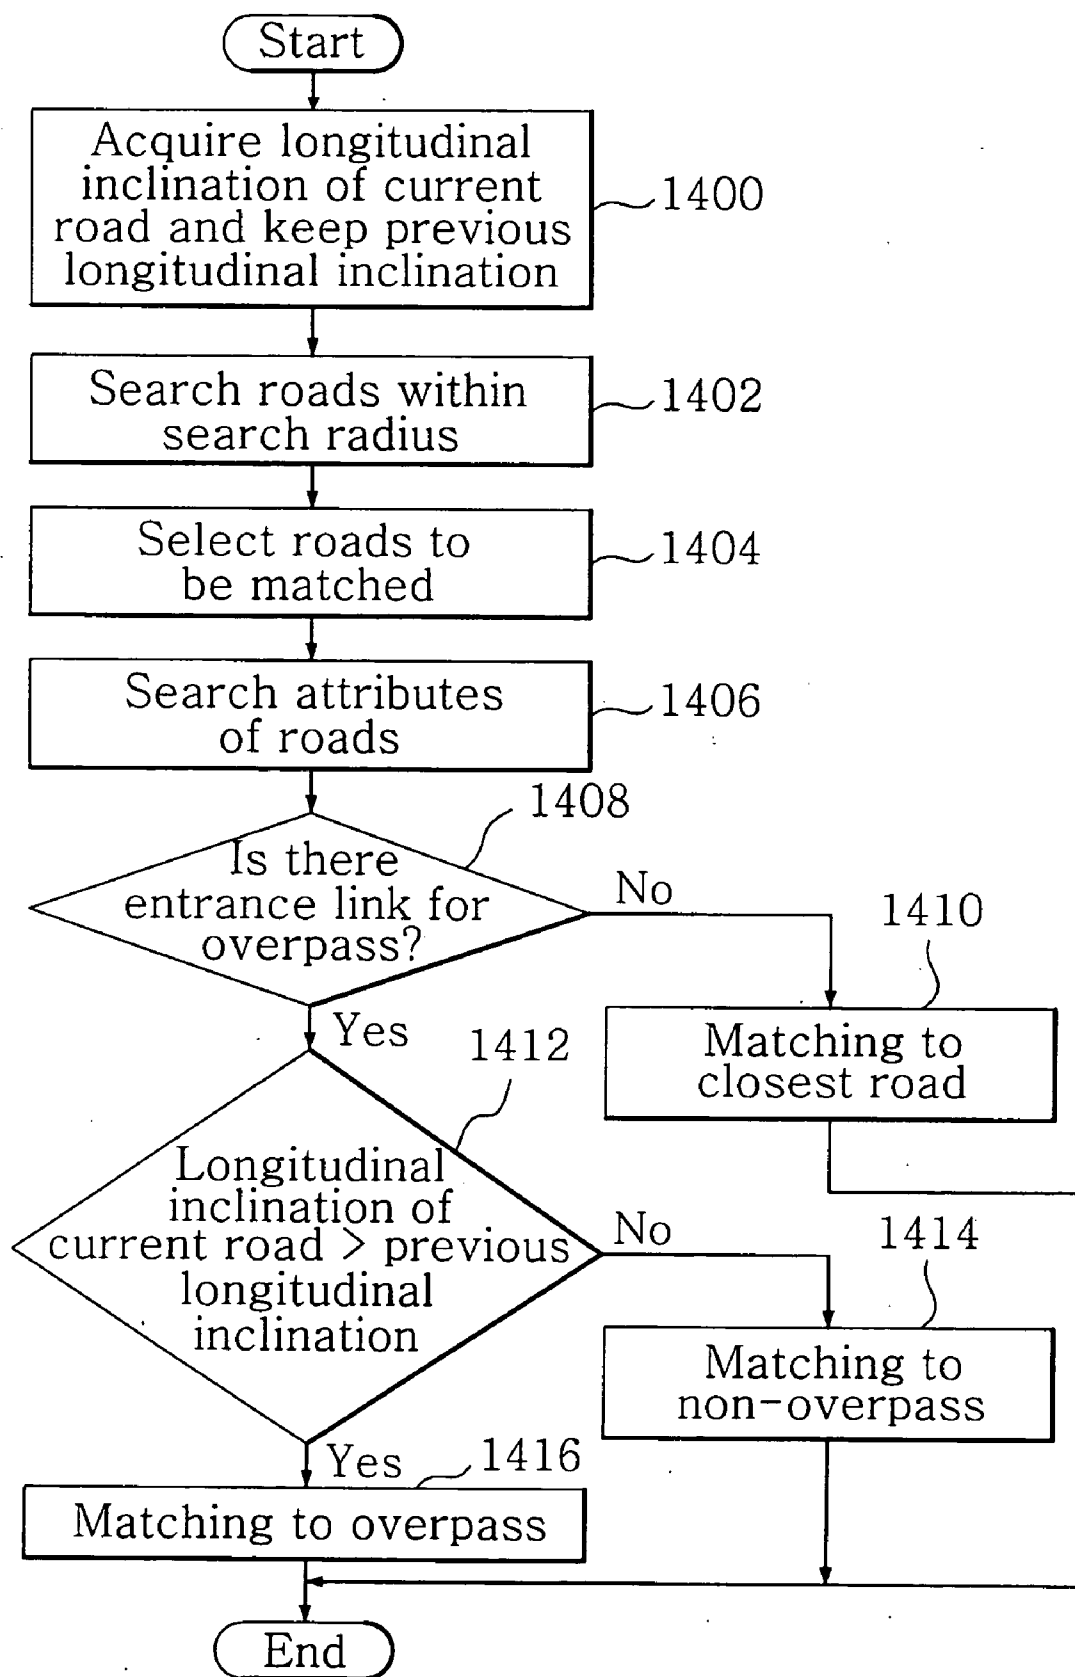 Start
Acquire longitudinal
inclination of current
road and keep previous
longitudinal inclination
1400
Search roads within
search radius
1402
Select roads to
be matched
1404
Search attributes
of roads
1406
1408
Is there
entrance link for
overpass?
No
1410
Matching to
closest road
Yes
1412
Longitudinal
inclination of
current road > previous
longitudinal
inclination
No
1414
Matching to
non-overpass
Yes
1416
Matching to overpass
End